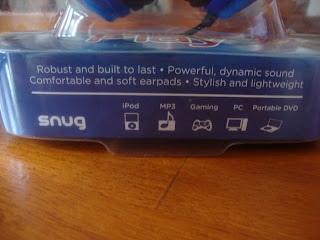 Robust and built to last • Powerful, dynamic sound
Comfortable and soft earpads • Stylish and lightweight
iPod MP3 Gaming PC Portable DVD
snug